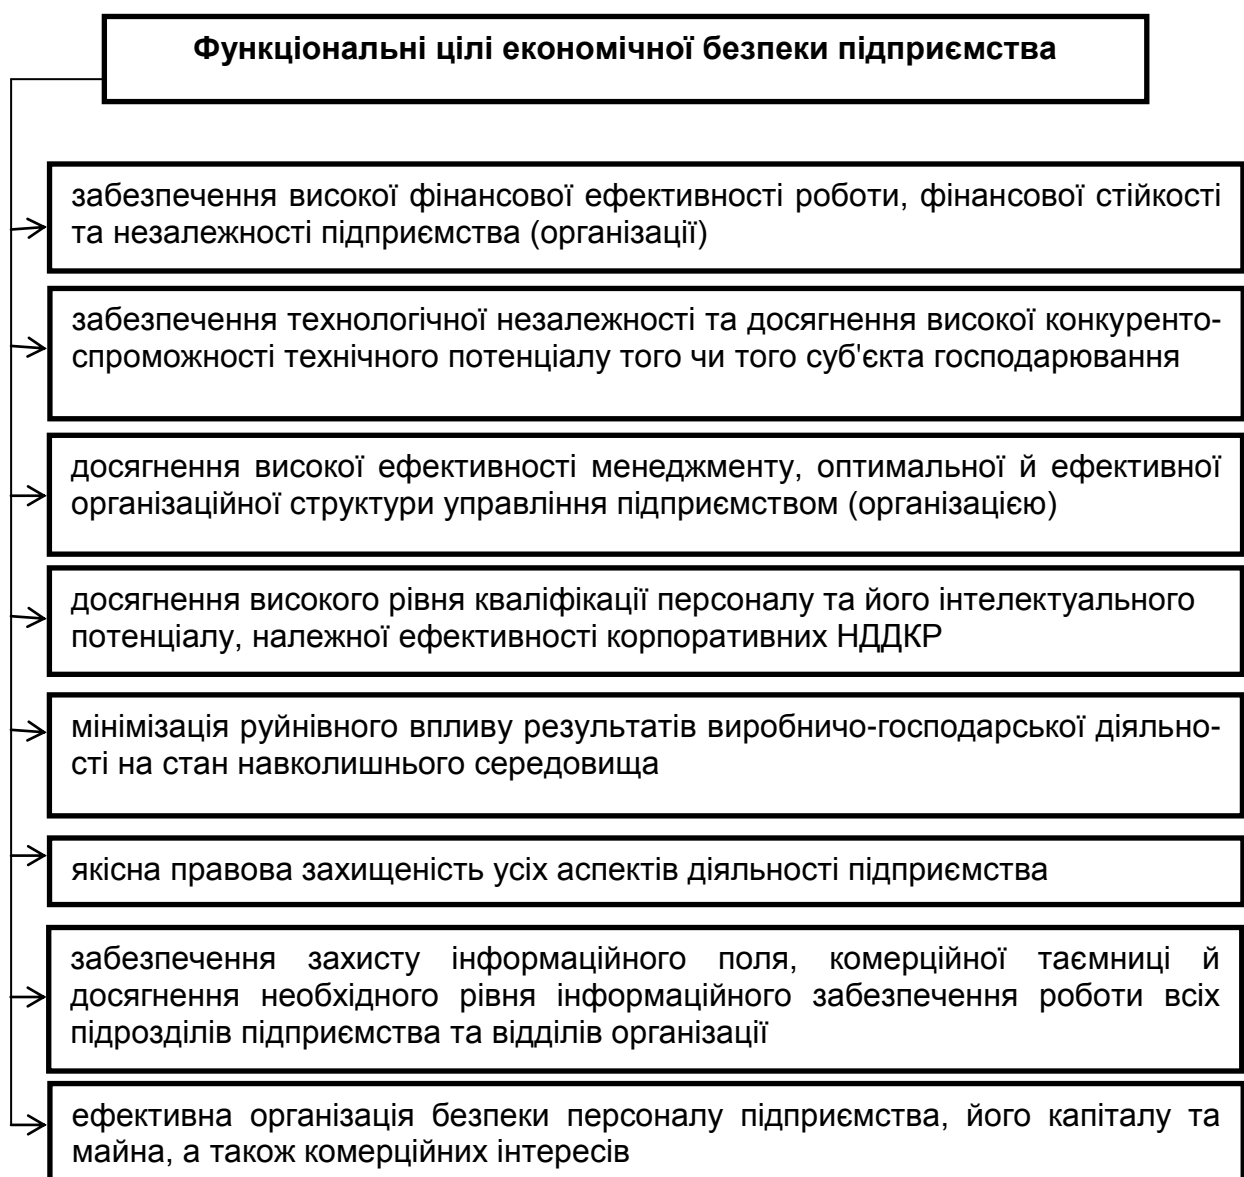 Функціональні цілі економічної безпеки підприємства
забезпечення високої фінансової ефективності роботи, фінансової стійкості
та незалежності підприємства (організації)
забезпечення технологічної незалежності та досягнення високої конкуренто-
спроможності технічного потенціалу того чи того суб'єкта господарювання
досягнення високої ефективності менеджменту, оптимальної й ефективної
організаційної структури управління підприємством (організацією)
досягнення високого рівня кваліфікації персоналу та його інтелектуального
потенціалу, належної ефективності корпоративних НДДКР
мінімізація руйнівного впливу результатів виробничо-господарської діяльно-
сті на стан навколишнього середовища
якісна правова захищеність усіх аспектів діяльності підприємства
забезпечення захисту інформаційного поля, комерційної таємниці й
досягнення необхідного рівня інформаційного забезпечення роботи всіх
підрозділів підприємства та відділів організації
ефективна організація безпеки персоналу підприємства, його капіталу та
майна, а також комерційних інтересів